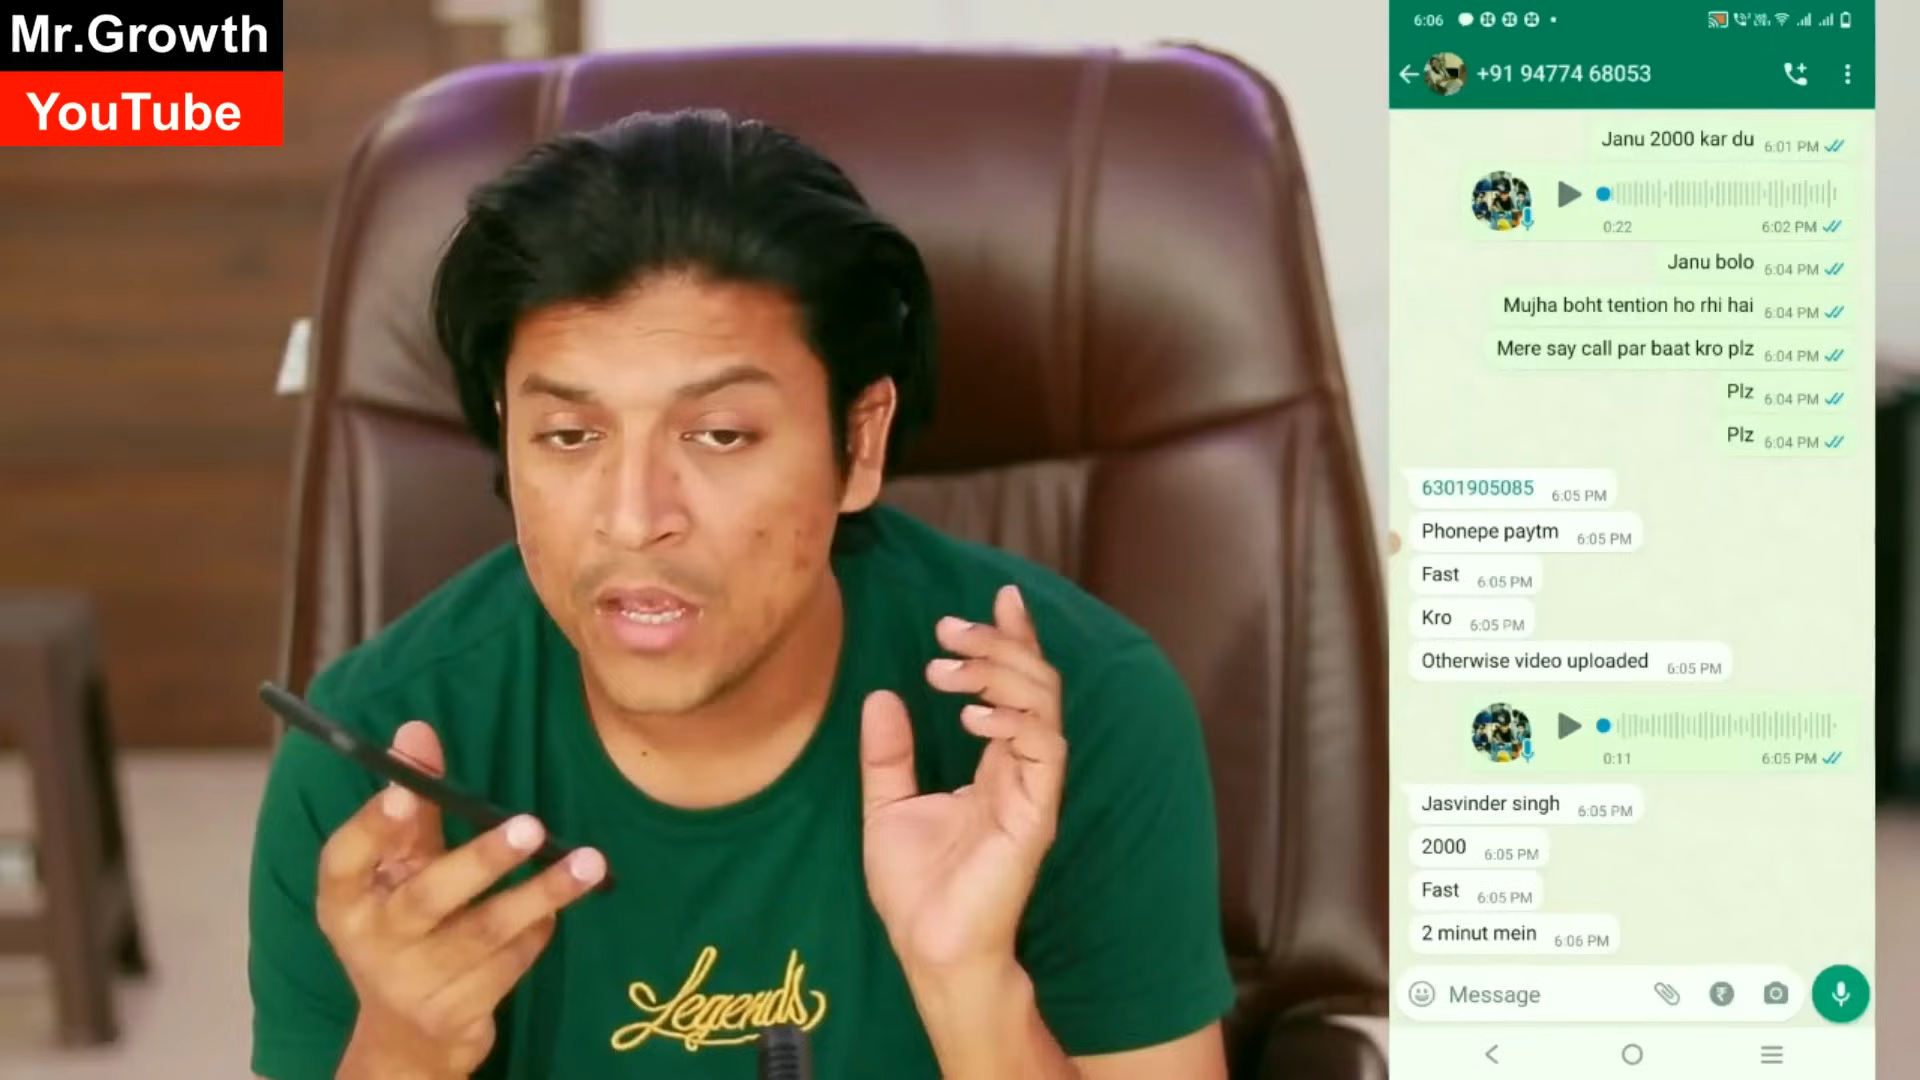 Mr.Growth
YouTube
6:06
+91 94774 68053
Janu 2000 kar du 6:01 PM
0:22 6:02 PM
Janu bolo 6:04 PM
Mujha boht tention ho rhi hai 6:04 PM
Mere say call par baat kro plz 6:04 PM
Plz 6:04 PM
Plz 6:04 PM
6301905085 6:05 PM
Phonepe paytm 6:05 PM
Fast 6:05 PM
Kro 6:05 PM
Otherwise video uploaded 6:05 PM
0:11 6:05 PM
Jasvinder singh 6:05 PM
2000 6:05 PM
Fast 6:05 PM
2 minut mein 6:06 PM
Message
Legends